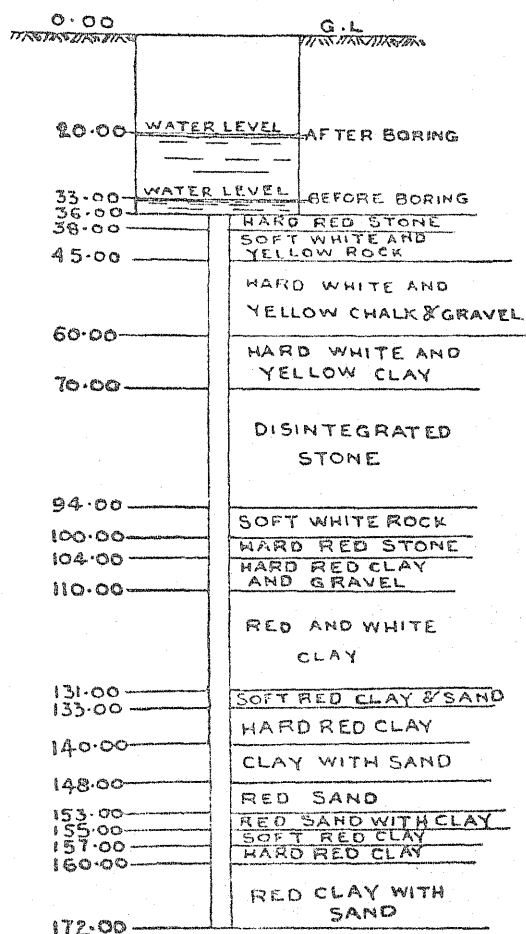 0.00 G.L
20.00 WATER LEVEL AFTER BORING
33.00 WATER LEVEL BEFORE BORING
36.00
HARD RED STONE
38.00
SOFT WHITE AND
YELLOW ROCK
45.00
HARD WHITE AND
YELLOW CHALK & GRAVEL
60.00
HARD WHITE AND
YELLOW CLAY
70.00
DISINTEGRATED
STONE
94.00
SOFT WHITE ROCK
100.00
HARD RED STONE
104.00
HARD RED CLAY
AND GRAVEL
110.00
RED AND WHITE
CLAY
131.00
SOFT RED CLAY & SAND
133.00
HARD RED CLAY
140.00
CLAY WITH SAND
148.00
RED SAND
153.00
RED SAND WITH CLAY
155.00
SOFT RED CLAY
157.00
HARD RED CLAY
160.00
RED CLAY WITH
SAND
172.00